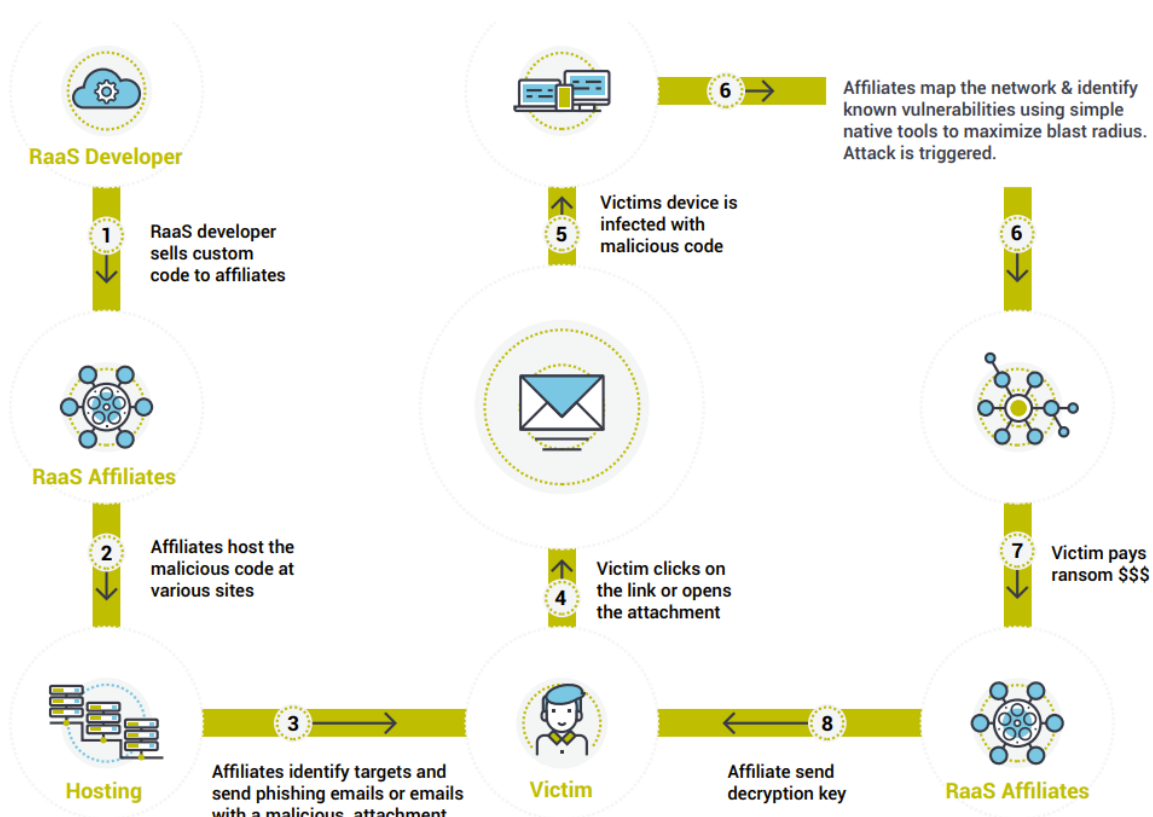 RaaS Developer
1
RaaS developer
sells custom
code to affiliates
RaaS Affiliates
2
Affiliates host the
malicious code at
various sites
Hosting
3
Affiliates identify targets and
send phishing emails or emails
with a malicious, attachment
Victim
4
Victim clicks on
the link or opens
the attachment
5
Victims device is
infected with
malicious code
6
Affiliates map the network & identify
known vulnerabilities using simple
native tools to maximize blast radius.
Attack is triggered.
6
7
Victim pays
ransom $$$
RaaS Affiliates
8
Affiliate send
decryption key